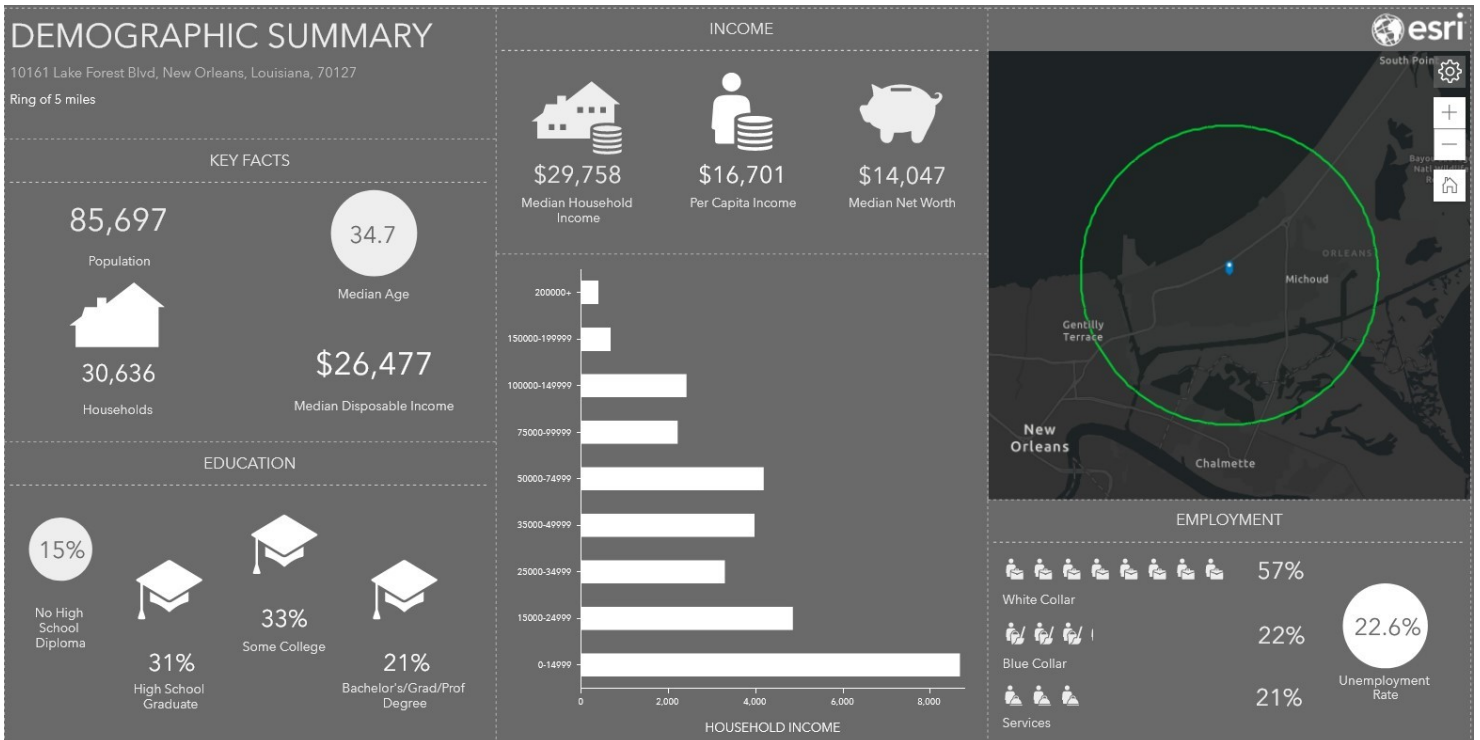 DEMOGRAPHIC SUMMARY
10161 Lake Forest Blvd, New Orleans, Louisiana, 70127
Ring of 5 miles
KEY FACTS
85,697
Population
34.7
Median Age
30,636
Households
$26,477
Median Disposable Income
EDUCATION
15%
No High
School
Diploma
31%
High School
Graduate
33%
Some College
21%
Bachelor's/Grad/Prof
Degree
INCOME
$29,758
Median Household
Income
$16,701
Per Capita Income
$14,047
Median Net Worth
200000+
150000-199999
100000-149999
75000-99999
50000-74999
35000-49999
25000-34999
15000-24999
0-14999
0 2,000 4,000 6,000 8,000
HOUSEHOLD INCOME
esri
South Poin
Bayou
Natl
ORLEANS
Michoud
Gentilly
Terrace
New
Orleans
Chalmette
EMPLOYMENT
57%
White Collar
22%
Blue Collar
21%
Services
22.6%
Unemployment
Rate